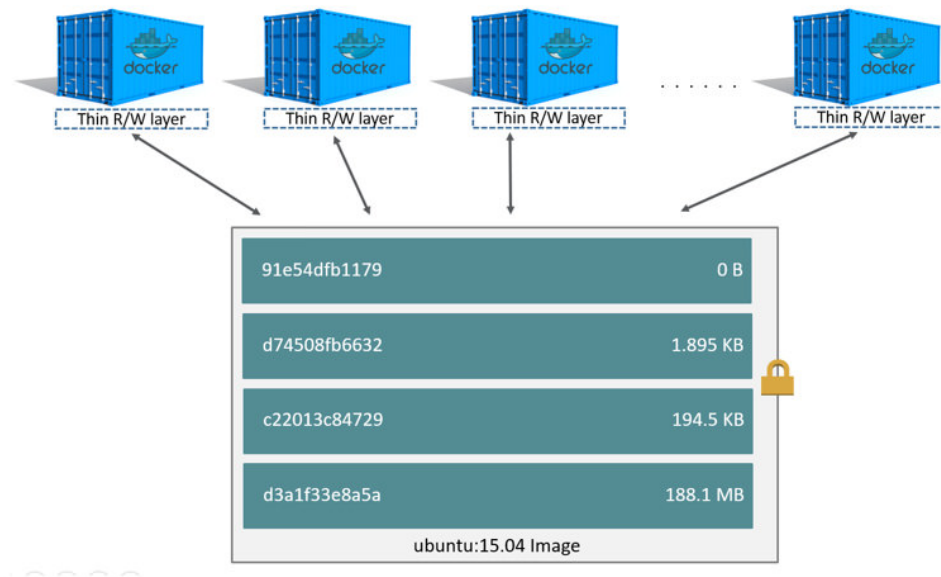 docker docker docker . . . . . . docker
Thin R/W layer Thin R/W layer Thin R/W layer Thin R/W layer
91e54dfb1179 0 B
d74508fb6632 1.895 KB
c22013c84729 194.5 KB
d3a1f33e8a5a 188.1 MB
ubuntu:15.04 Image